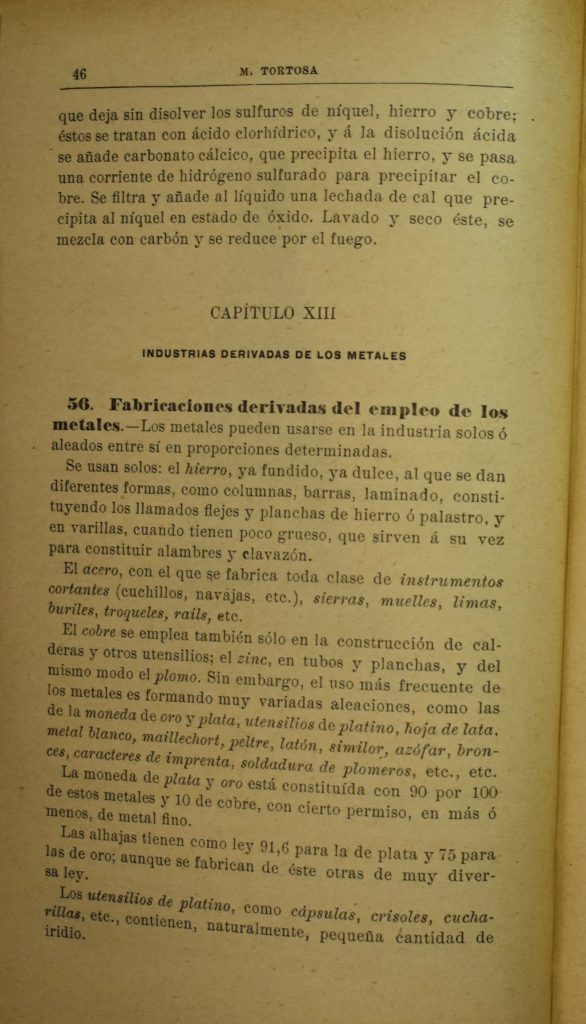 46
M. TORTOSA
que deja sin disolver los sulfuros de níquel, hierro y cobre;
éstos se tratan con ácido clorhídrico, y á la disolución ácida
se añade carbonato cálcico, que precipita el hierro, y se pasa
una corriente de hidrógeno sulfurado para precipitar el co-
bre. Se filtra y añade al líquido una lechada de cal que pre-
cipita al níquel en estado de óxido. Lavado y seco éste, se
mezcla con carbón y se reduce por el fuego.
CAPÍTULO XIII
INDUSTRIAS DERIVADAS DE LOS METALES
56. Fabricaciones derivadas del empleo de los
metales.—Los metales pueden usarse en la industria solos ó
aleados entre sí en proporciones determinadas.
Se usan solos: el hierro, ya fundido, ya dulce, al que se dan
diferentes formas, como columnas, barras, laminado, consti-
tuyendo los llamados flejes y planchas de hierro ó palastro, y
en varillas, cuando tienen poco grueso, que sirven á su vez
para constituir alambres y clavazón.
El acero, con el que se fabrica toda clase de instrumentos
cortantes (cuchillos, navajas, etc.), sierras, muelles, limas,
buriles, troqueles, rails, etc.
El cobre se emplea también sólo en la construcción de cal-
deras y otros utensilios; el zinc, en tubos y planchas, y del
mismo modo el plomo. Sin embargo, el uso más frecuente de
los metales es formando muy variadas aleaciones, como las
de la moneda de oro y plata, utensilios de platino, hoja de lata,
metal blanco, maillechort, peltre, latón, similor, azófar, bron-
ces, caracteres de imprenta, soldadura de plomeros, etc., etc.
La moneda de plata y oro está constituída con 90 por 100
de estos metales y 10 de cobre, con cierto permiso, en más ó
menos, de metal fino.
Las alhajas tienen como ley 91,6 para la de plata y 75 para
las de oro; aunque se fabrican de éste otras de muy diver-
sa ley.
Los utensilios de platino, como cápsulas, crisoles, cucha-
rillas, etc., contienen, naturalmente, pequeña cantidad de
iridio.